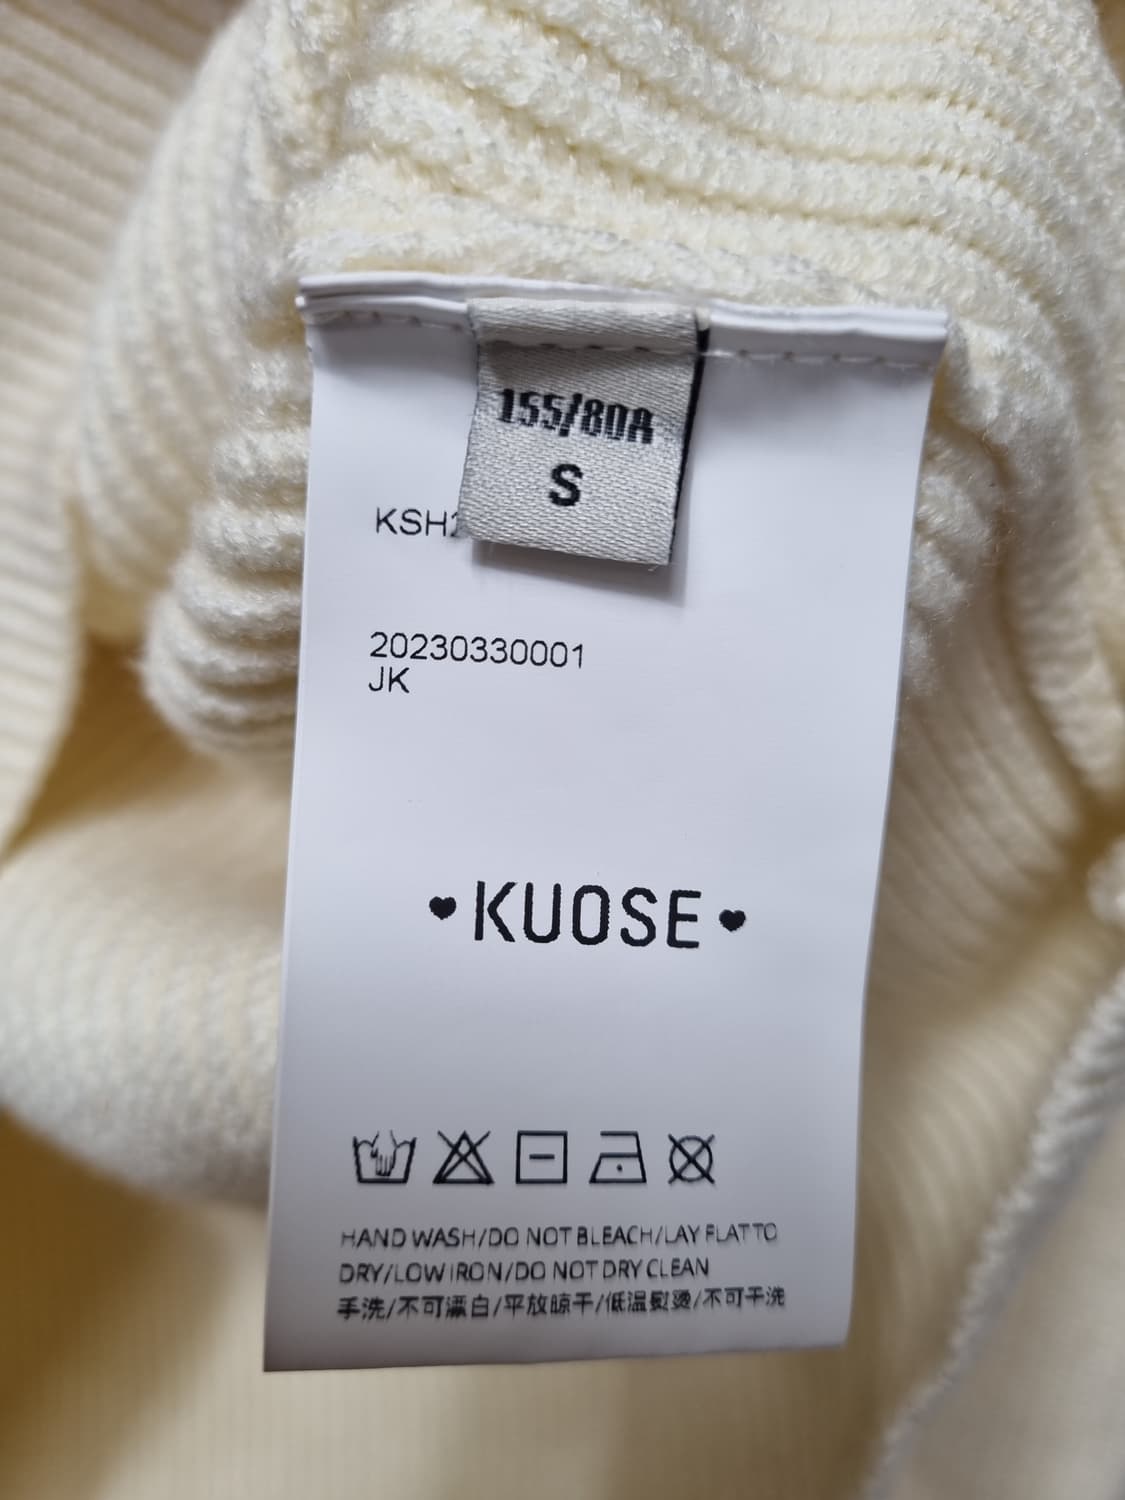 155/80A
S
KSH2
20230330001
JK
♥KUOSE♥
HAND WASH/DO NOT BLEACH/LAY FLAT TO
DRY/LOW IRON/DO NOT DRY CLEAN
手洗/不可漂白/平放晾干/低温熨烫/不可干洗